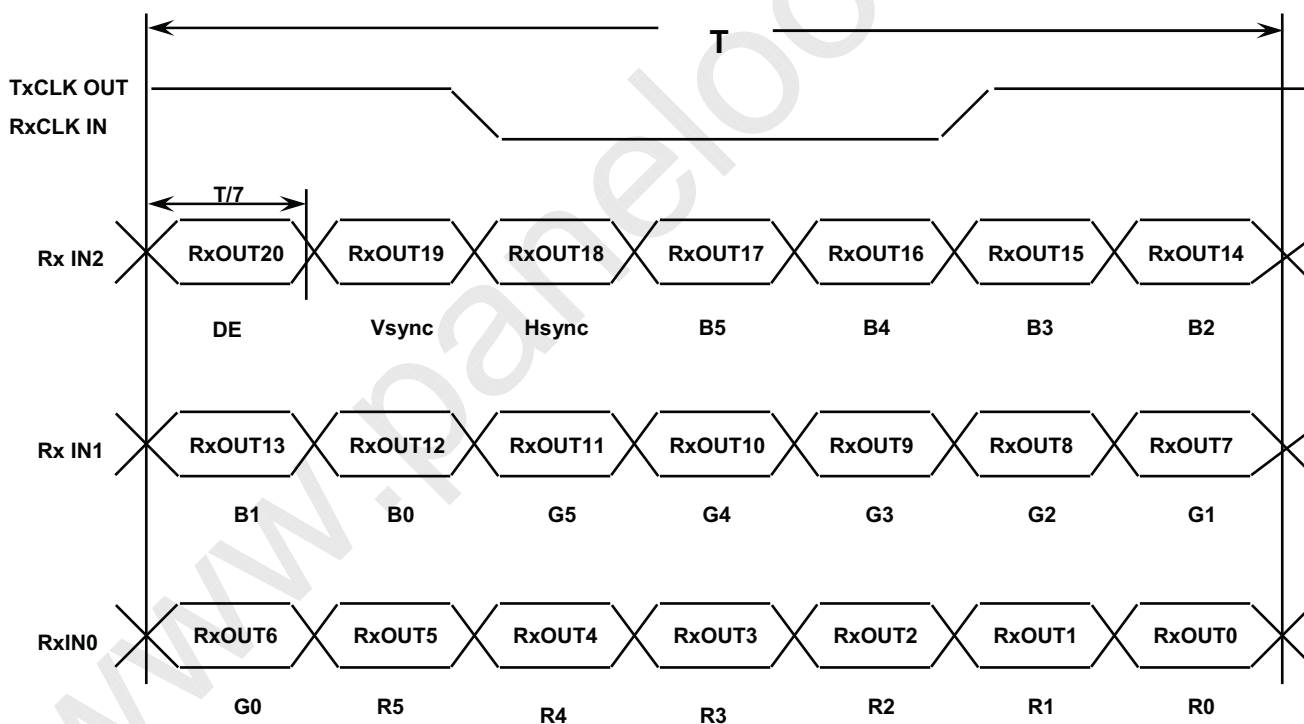 T
TxCLK OUT
RxCLK IN
T/7
Rx IN2 RxOUT20 RxOUT19 RxOUT18 RxOUT17 RxOUT16 RxOUT15 RxOUT14
DE Vsync Hsync B5 B4 B3 B2
Rx IN1 RxOUT13 RxOUT12 RxOUT11 RxOUT10 RxOUT9 RxOUT8 RxOUT7
B1 B0 G5 G4 G3 G2 G1
RxIN0 RxOUT6 RxOUT5 RxOUT4 RxOUT3 RxOUT2 RxOUT1 RxOUT0
G0 R5 R4 R3 R2 R1 R0